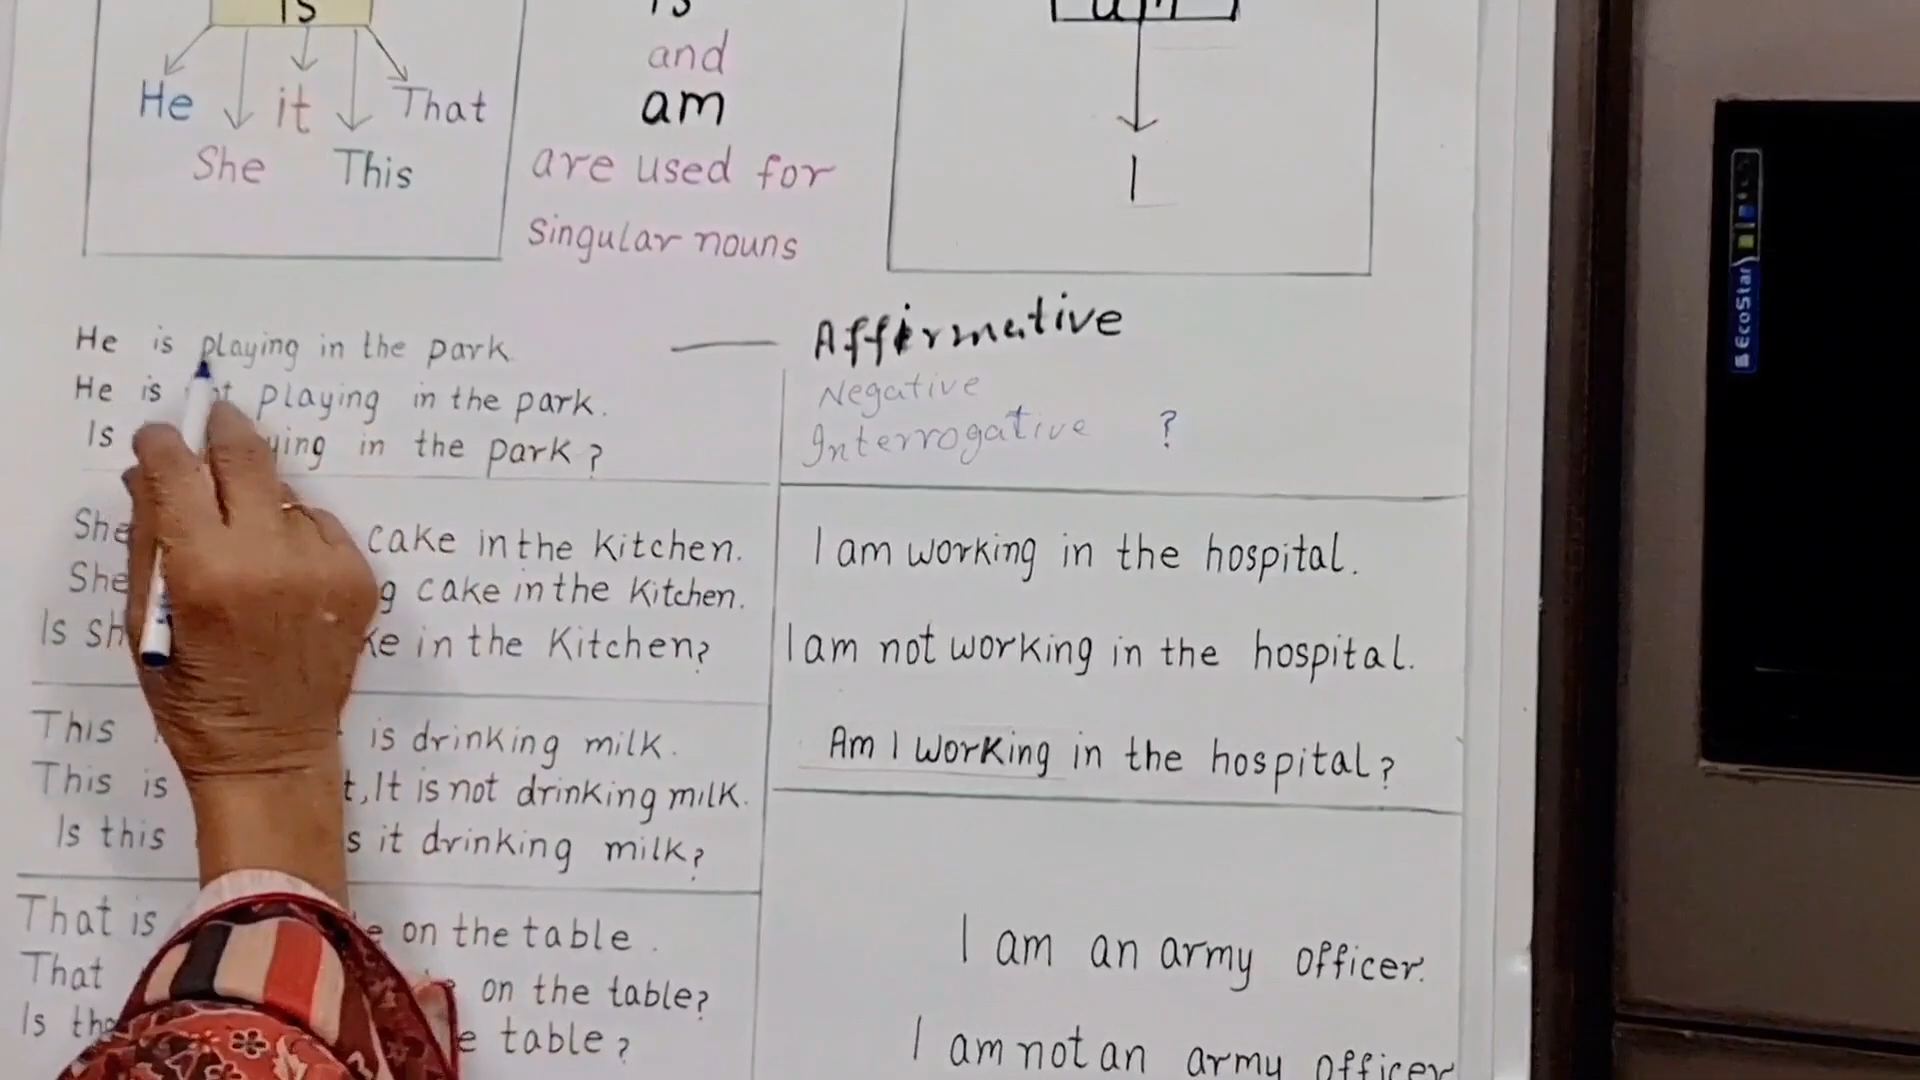 is
He it That
She This
is
and
am
are used for
singular nouns
am
I
He is playing in the park.
He is playing in the park.
Is in the park?
Affirmative
Negative
Interrogative ?
She cake in the kitchen.
She cake in the Kitchen.
Is in the Kitchen?
I am working in the hospital.
I am not working in the hospital.
Am I working in the hospital?
This is drinking milk.
This is It is not drinking milk.
Is this it drinking milk?
That is on the table.
That on the table?
Is table?
I am an army officer.
I am not an army officer
EcoStar